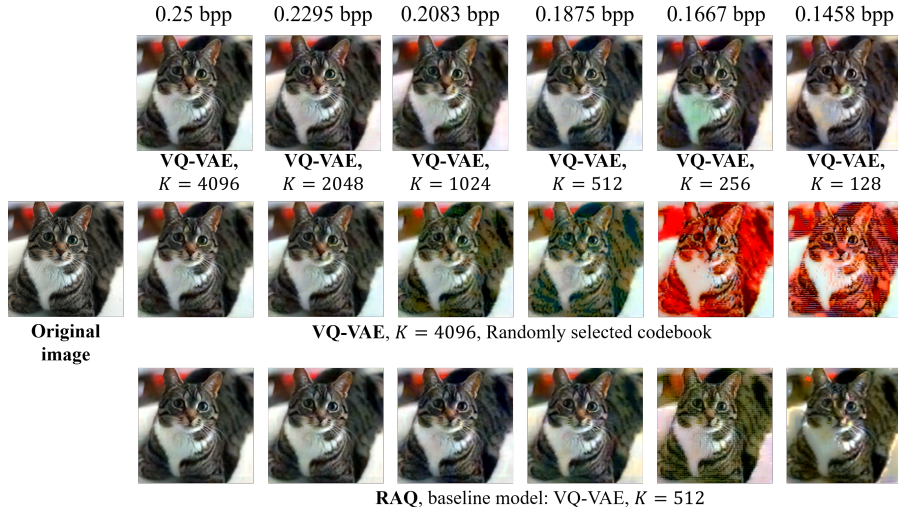 0.25 bpp 0.2295 bpp 0.2083 bpp 0.1875 bpp 0.1667 bpp 0.1458 bpp
VQ-VAE, VQ-VAE, VQ-VAE, VQ-VAE, VQ-VAE, VQ-VAE,
K = 4096 K = 2048 K = 1024 K = 512 K = 256 K = 128
Original
image
VQ-VAE, K = 4096, Randomly selected codebook
RAQ, baseline model: VQ-VAE, K = 512